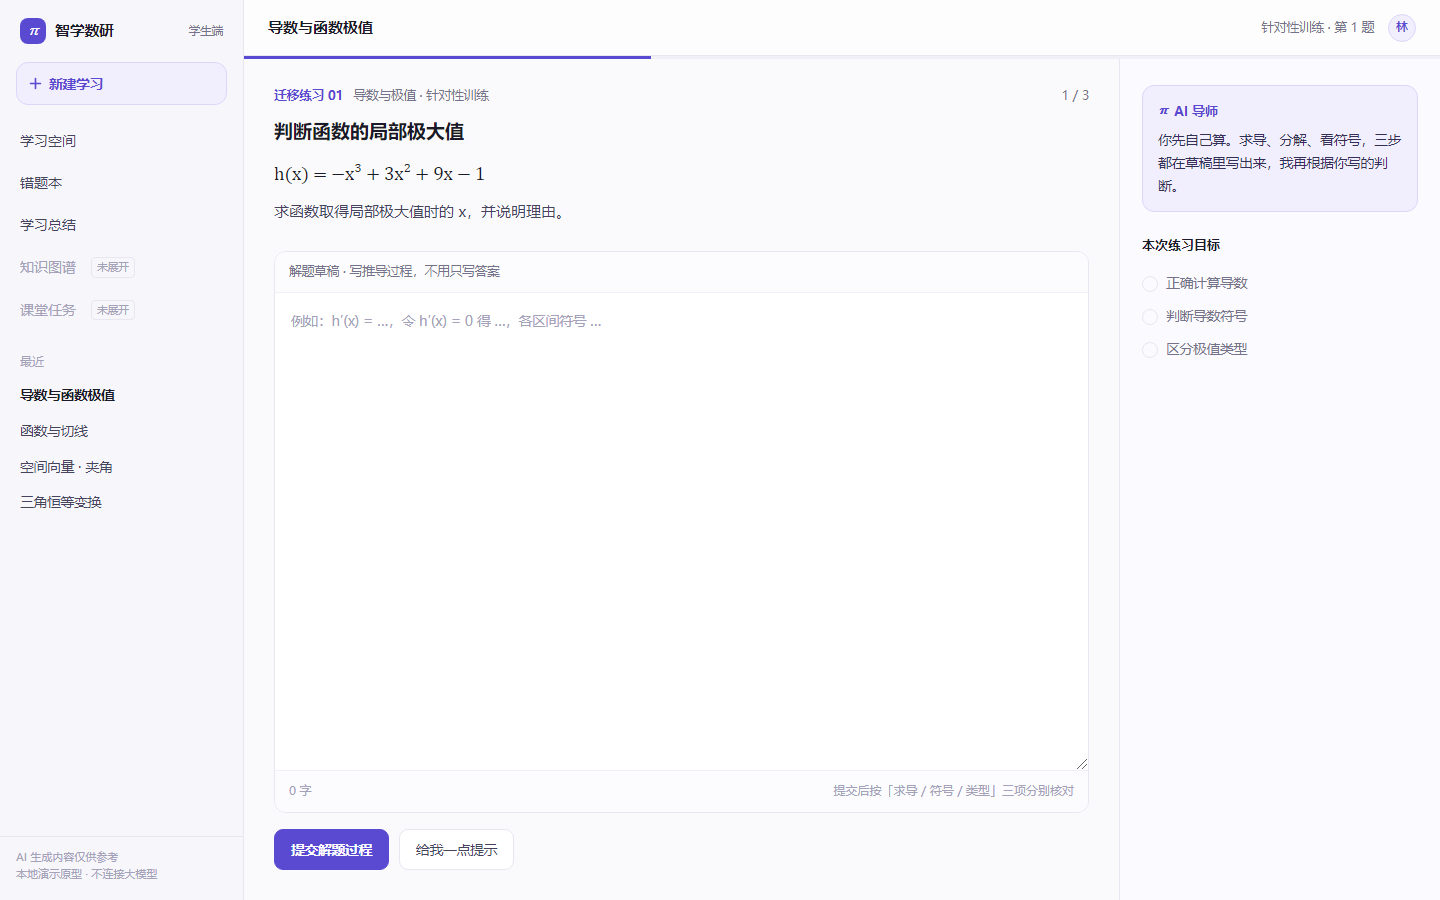 π 智学数研 学生端
+ 新建学习
学习空间
错题本
学习总结
知识图谱 未展开
课堂任务 未展开
最近
导数与函数极值
函数与切线
空间向量 · 夹角
三角恒等变换
AI 生成内容仅供参考
本地演示原型 · 不连接大模型
导数与函数极值
针对性训练 · 第 1 题 林
迁移练习 01 导数与极值 · 针对性训练 1 / 3
判断函数的局部极大值
h(x) = −x³ + 3x² + 9x − 1
求函数取得局部极大值时的 x，并说明理由。
解题草稿 · 写推导过程，不用只写答案
例如：h′(x) = …，令 h′(x) = 0 得 …，各区间符号 …
0 字 提交后按「求导 / 符号 / 类型」三项分别核对
提交解题过程 给我一点提示
π AI 导师
你先自己算。求导、分解、看符号，三步
都在草稿里写出来，我再根据你写的判
断。
本次练习目标
正确计算导数
判断导数符号
区分极值类型